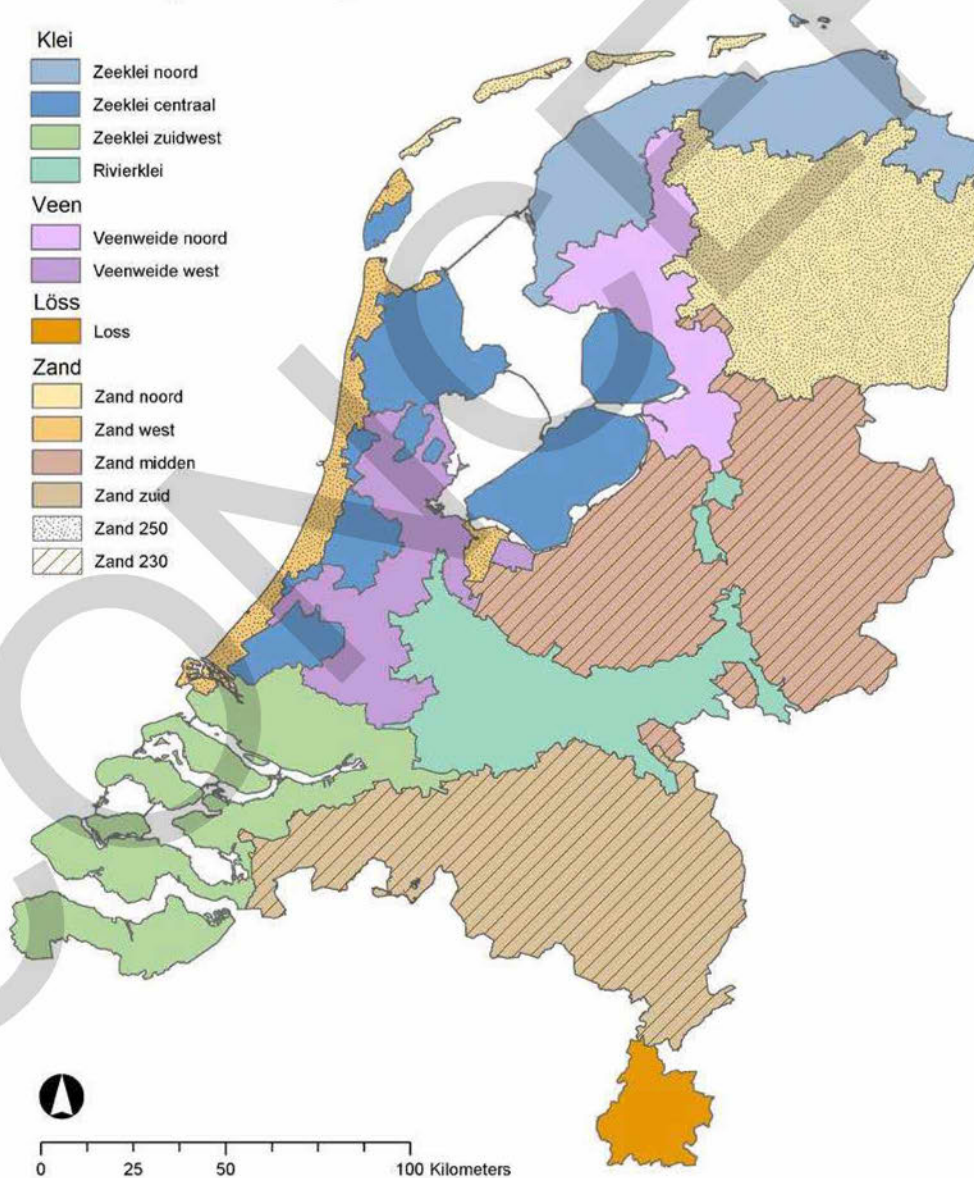 Klei
Zeeklei noord
Zeeklei centraal
Zeeklei zuidwest
Rivierklei
Veen
Veenweide noord
Veenweide west
Löss
Loss
Zand
Zand noord
Zand west
Zand midden
Zand zuid
Zand 250
Zand 230
0 25 50 100 Kilometers
CONCE